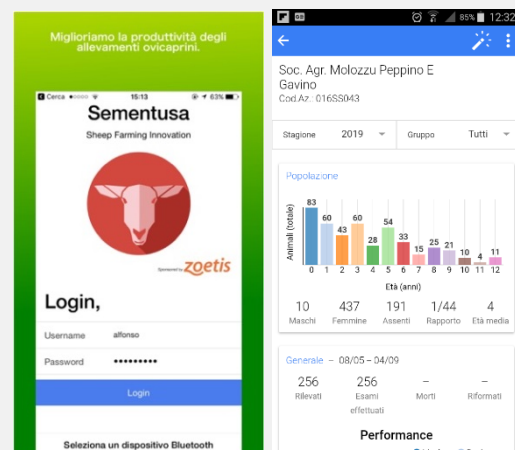 Miglioriamo la produttività degli
allevamenti ovicaprini.
Cerca 15:13 63%
Sementusa
Sheep Farming Innovation
Sponsored by zoetis
Login,
Username alfonso
Password •••••••••
Login
Seleziona un dispositivo Bluetooth
85% 12:32
Soc. Agr. Molozzu Peppino E
Gavino
Cod.Az.: 016SS043
Stagione 2019 Gruppo Tutti
Popolazione
Animali (totale)
83 60 43 60 28 54 33 15 25 21 10 4 11
0 1 2 3 4 5 6 7 8 9 10 11 12
Età (anni)
10 437 191 1/44 4
Maschi Femmine Assenti Rapporto Età media
Generale – 08/05 – 04/09
256 256 – –
Rilevati Esami Morti Riformati
effettuati
Performance